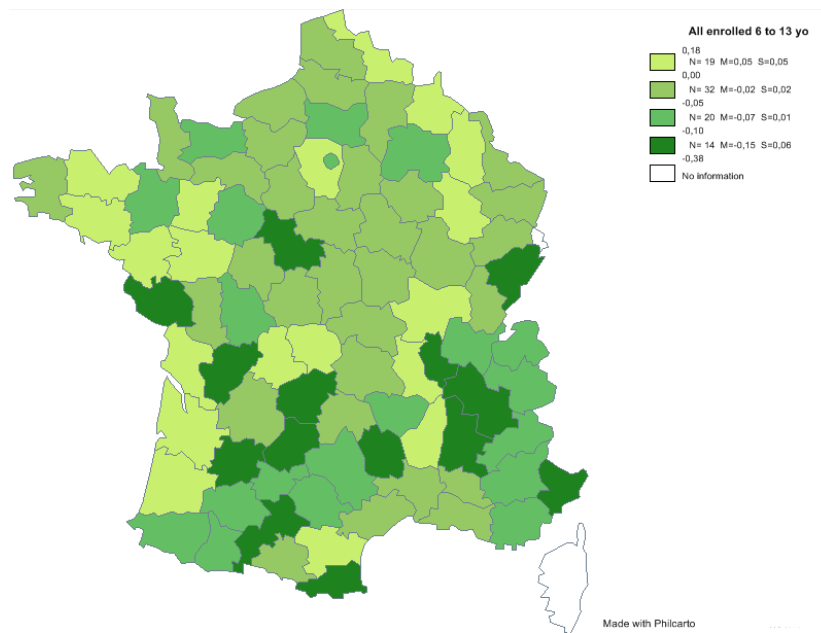 All enrolled 6 to 13 yo
0,18
N= 19 M=0,05 S=0,05
0,00
N= 32 M=-0,02 S=0,02
-0,05
N= 20 M=-0,07 S=0,01
-0,10
N= 14 M=-0,15 S=0,06
-0,38
No information
Made with Philcarto